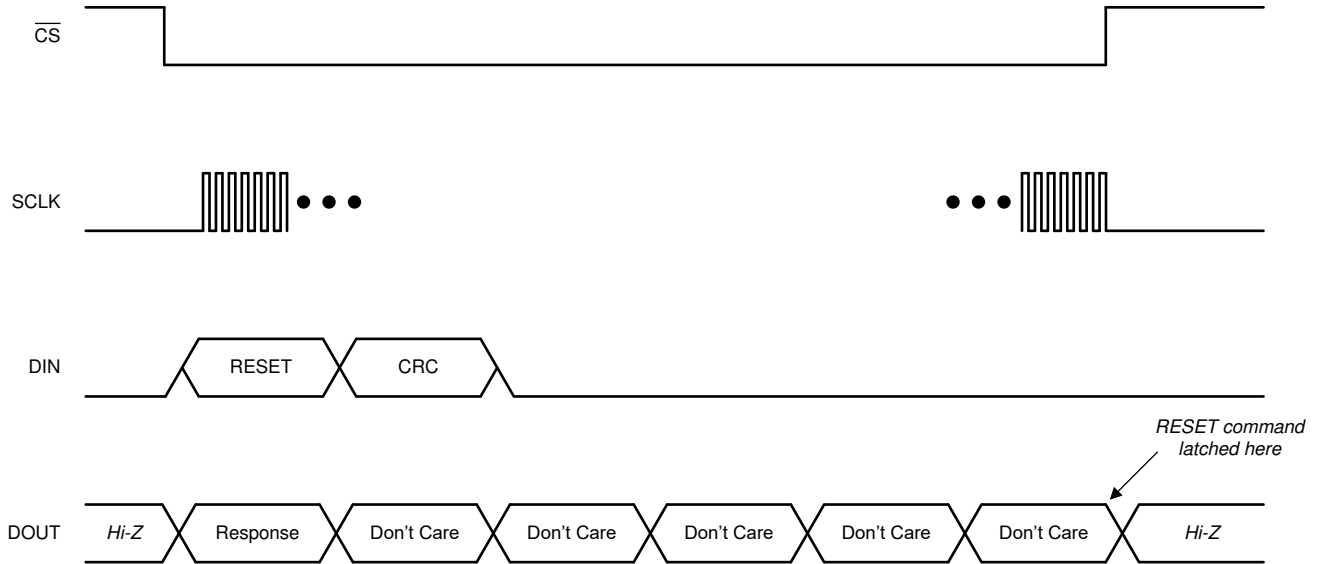 CS
SCLK
DIN
RESET
CRC
RESET command
latched here
DOUT
Hi-Z
Response
Don't Care
Don't Care
Don't Care
Don't Care
Don't Care
Hi-Z